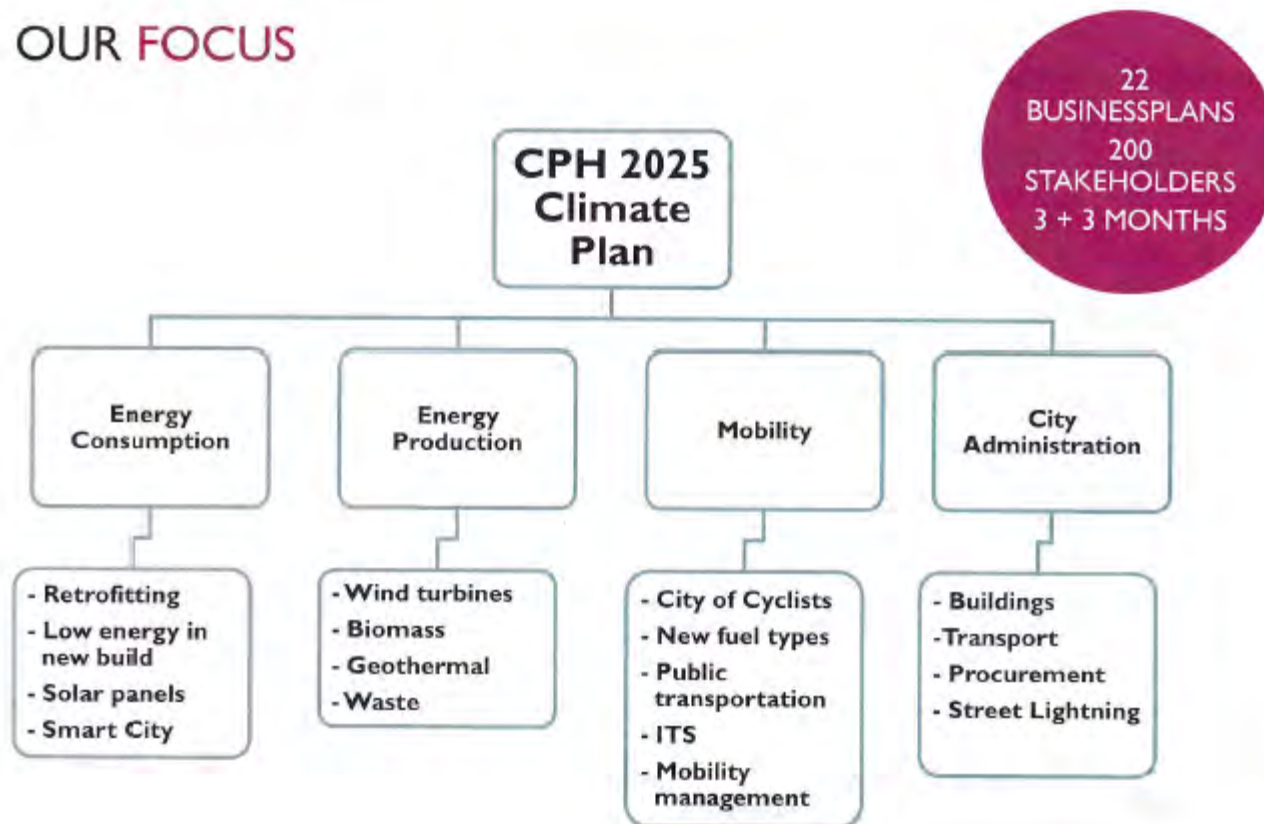 OUR FOCUS
22
BUSINESSPLANS
200
STAKEHOLDERS
3 + 3 MONTHS
CPH 2025
Climate
Plan
Energy
Consumption
Energy
Production
Mobility
City
Administration
- Retrofitting
- Low energy in
new build
- Solar panels
- Smart City
- Wind turbines
- Biomass
- Geothermal
- Waste
- City of Cyclists
- New fuel types
- Public
transportation
- ITS
- Mobility
management
- Buildings
-Transport
- Procurement
- Street Lightning